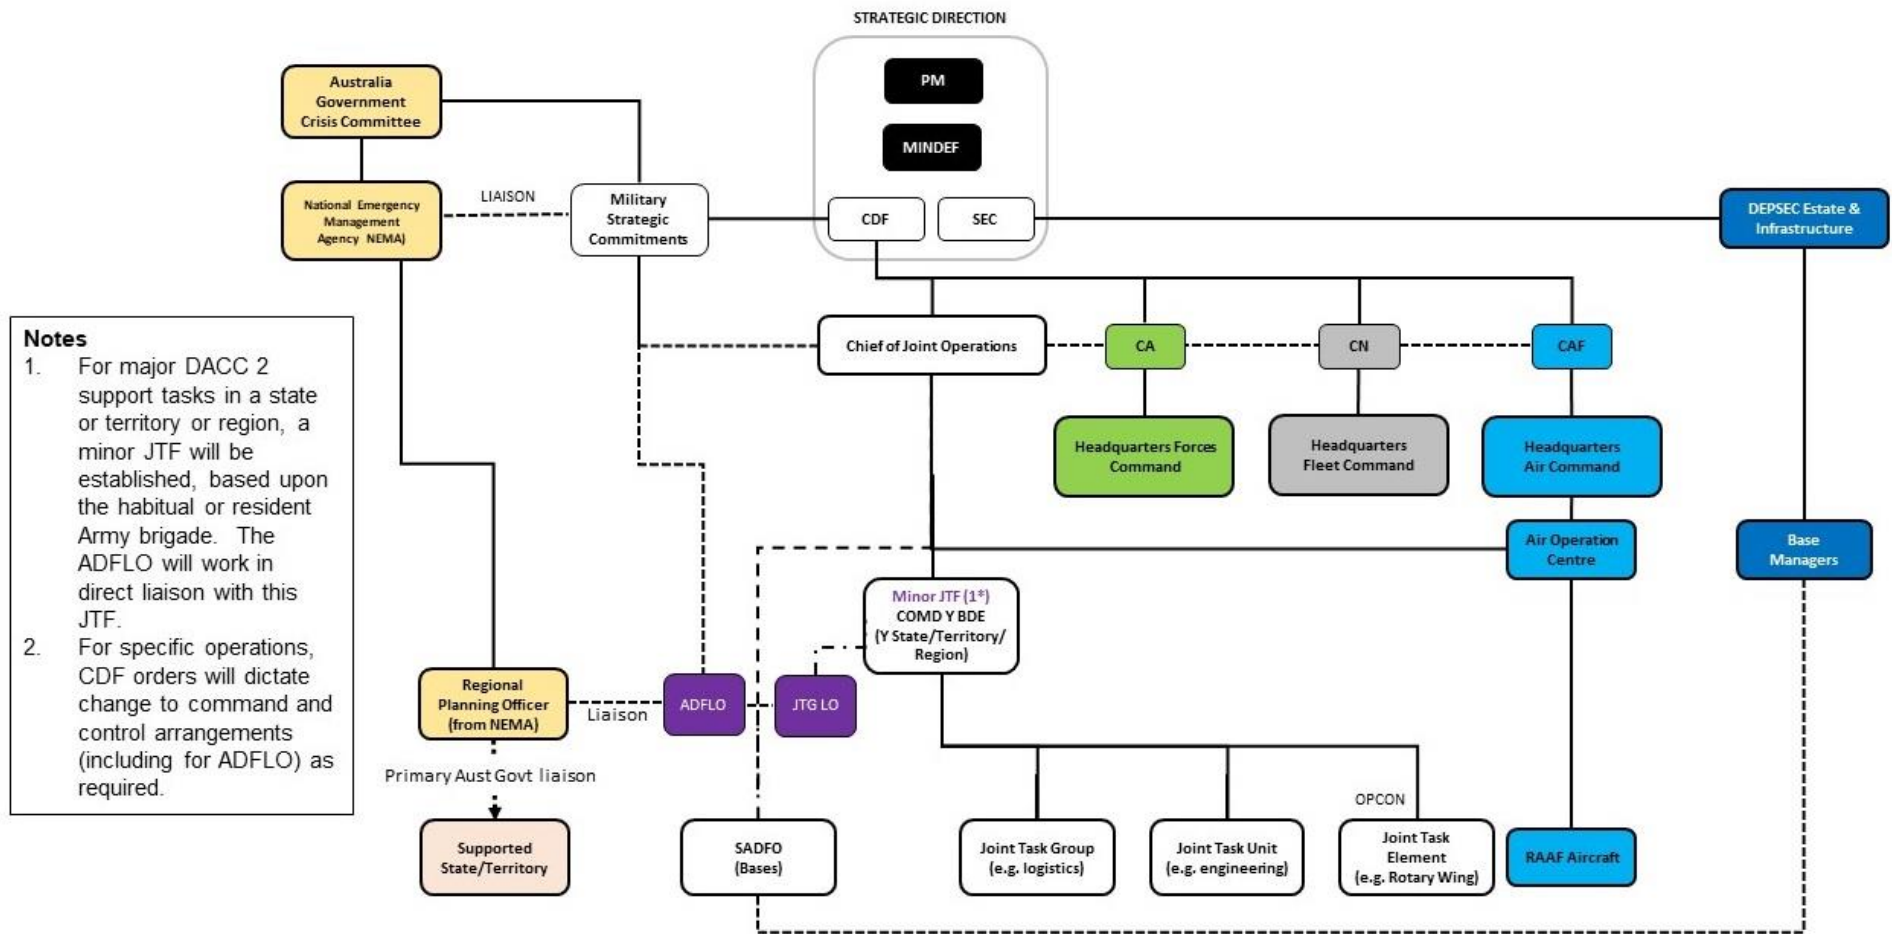 STRATEGIC DIRECTION
PM
MINDEF
CDF
SEC
Australia
Government
Crisis Committee
National Emergency
Management
Agency NEMA)
LIAISON
Military
Strategic
Commitments
DEPSEC Estate &
Infrastructure
Notes
1. For major DACC 2
support tasks in a state
or territory or region, a
minor JTF will be
established, based upon
the habitual or resident
Army brigade. The
ADFLO will work in
direct liaison with this
JTF.
2. For specific operations,
CDF orders will dictate
change to command and
control arrangements
(including for ADFLO) as
required.
Chief of Joint Operations
CA
CN
CAF
Headquarters Forces
Command
Headquarters
Fleet Command
Headquarters
Air Command
Air Operation
Centre
Base
Managers
Minor JTF (1*)
COMD Y BDE
(Y State/Territory/
Region)
Regional
Planning Officer
(from NEMA)
Liaison
ADFLO
JTG LO
Primary Aust Govt liaison
OPCON
Supported
State/Territory
SADFO
(Bases)
Joint Task Group
(e.g. logistics)
Joint Task Unit
(e.g. engineering)
Joint Task
Element
(e.g. Rotary Wing)
RAAF Aircraft